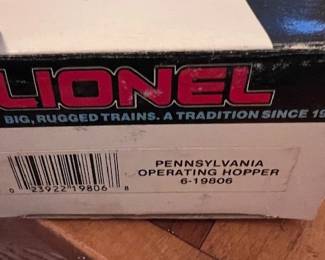 LIONEL
BIG, RUGGED TRAINS. A TRADITION SINCE 19
PENNSYLVANIA
OPERATING HOPPER
6-19806
0 23922 19806 8